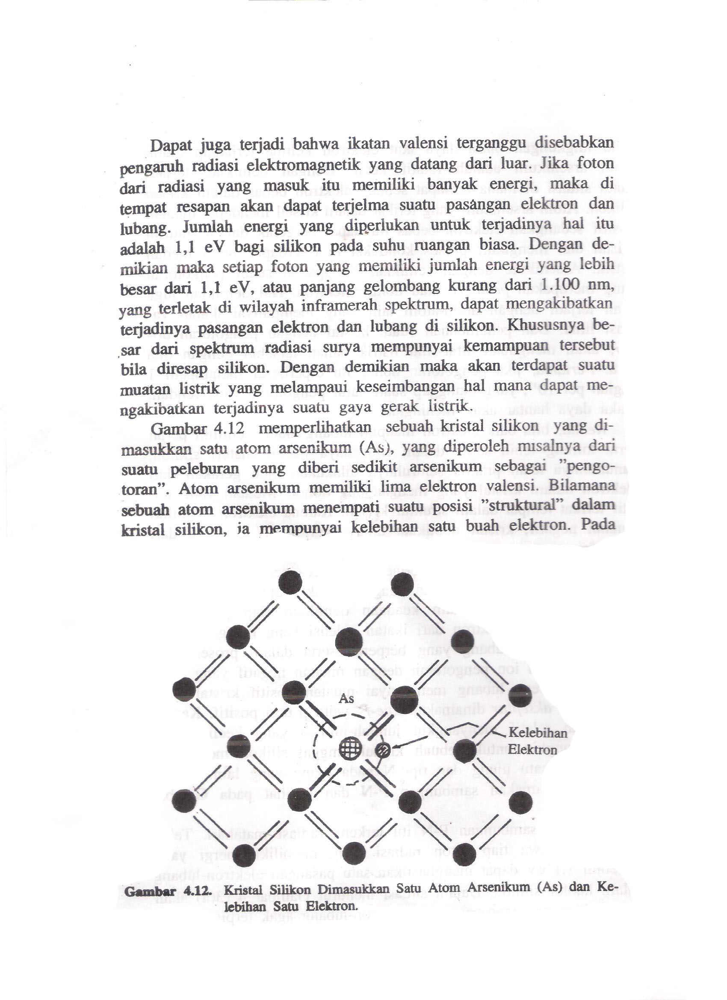 Dapat juga terjadi bahwa ikatan valensi terganggu disebabkan
pengaruh radiasi elektromagnetik yang datang dari luar. Jika foton
dari radiasi yang masuk itu memiliki banyak energi, maka di
tempat resapan akan dapat terjelma suatu pasangan elektron dan
lubang. Jumlah energi yang diperlukan untuk terjadinya hal itu
adalah 1,1 eV bagi silikon pada suhu ruangan biasa. Dengan de-
mikian maka setiap foton yang memiliki jumlah energi yang lebih
besar dari 1,1 eV, atau panjang gelombang kurang dari 1.100 nm,
yang terletak di wilayah inframerah spektrum, dapat mengakibatkan
terjadinya pasangan elektron dan lubang di silikon. Khususnya be-
sar dari spektrum radiasi surya mempunyai kemampuan tersebut
bila diresap silikon. Dengan demikian maka akan terdapat suatu
muatan listrik yang melampaui keseimbangan hal mana dapat me-
ngakibatkan terjadinya suatu gaya gerak listrik.
Gambar 4.12 memperlihatkan sebuah kristal silikon yang di-
masukkan satu atom arsenikum (As), yang diperoleh misalnya dari
suatu peleburan yang diberi sedikit arsenikum sebagai ”pengo-
toran”. Atom arsenikum memiliki lima elektron valensi. Bilamana
sebuah atom arsenikum menempati suatu posisi ”struktural” dalam
kristal silikon, ia mempunyai kelebihan satu buah elektron. Pada
As
Kelebihan
Elektron
Gambar 4.12. Kristal Silikon Dimasukkan Satu Atom Arsenikum (As) dan Ke-
lebihan Satu Elektron.